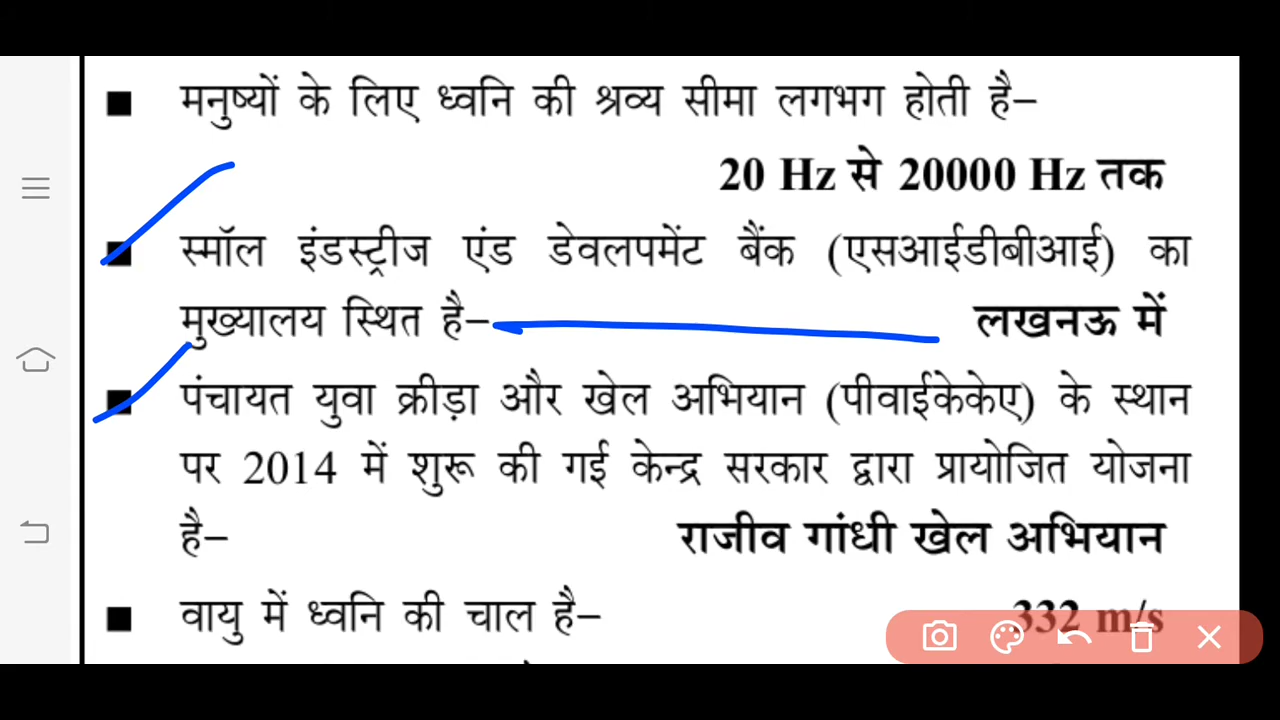 ■ मनुष्यों के लिए ध्वनि की श्रव्य सीमा लगभग होती है–
20 Hz से 20000 Hz तक
■ स्मॉल इंडस्ट्रीज एंड डेवलपमेंट बैंक (एसआईडीबीआई) का
मुख्यालय स्थित है– लखनऊ में
■ पंचायत युवा क्रीड़ा और खेल अभियान (पीवाईकेकेए) के स्थान
पर 2014 में शुरू की गई केन्द्र सरकार द्वारा प्रायोजित योजना
है– राजीव गांधी खेल अभियान
■ वायु में ध्वनि की चाल है– 332 m/s